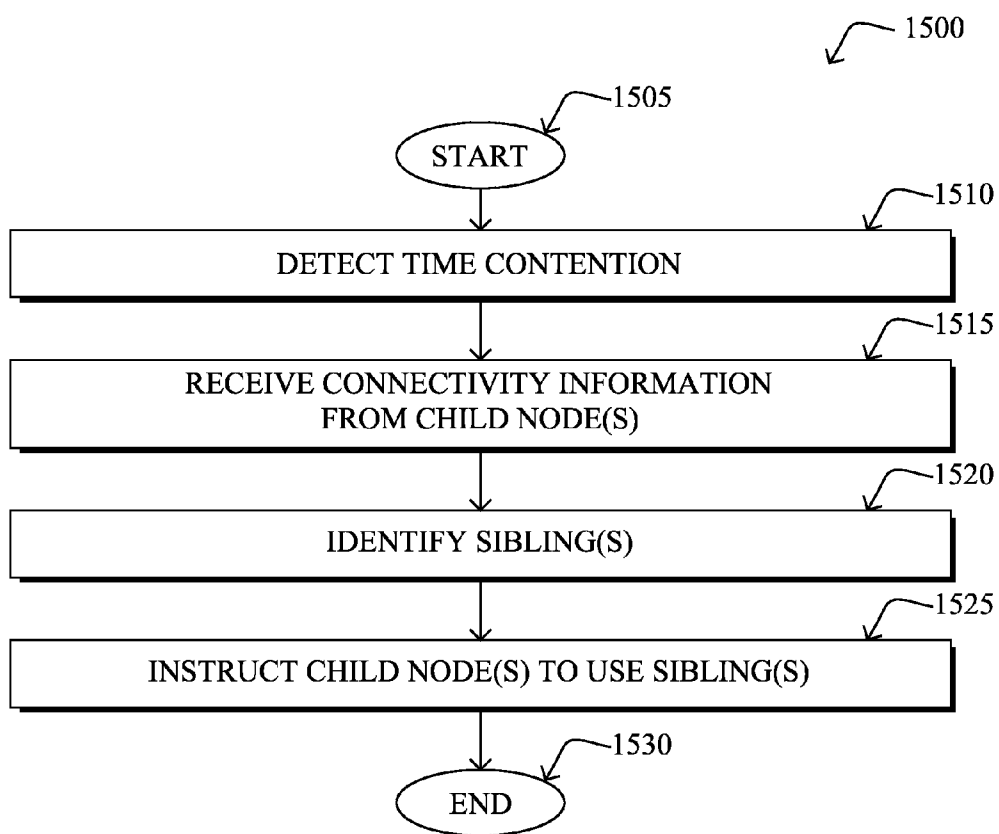 1500
1505
START
1510
DETECT TIME CONTENTION
1515
RECEIVE CONNECTIVITY INFORMATION
FROM CHILD NODE(S)
1520
IDENTIFY SIBLING(S)
1525
INSTRUCT CHILD NODE(S) TO USE SIBLING(S)
1530
END